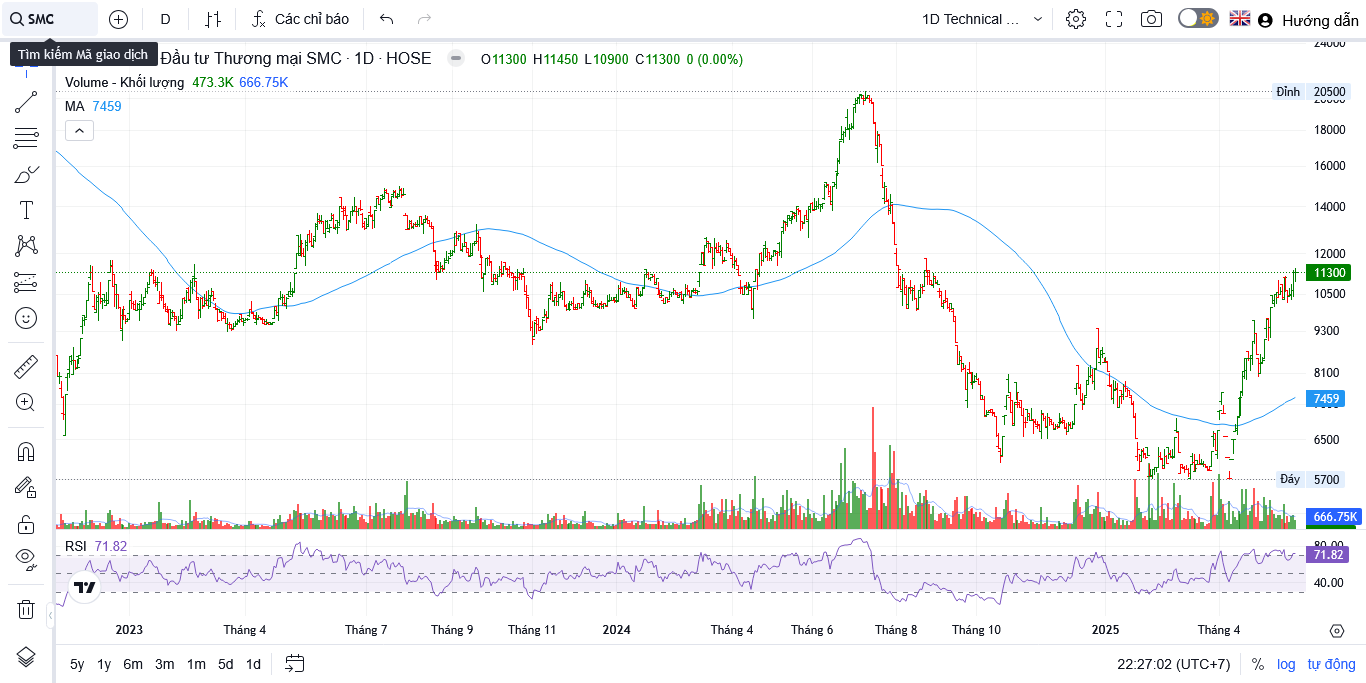 SMC
D
Các chỉ báo
1D Technical ...
Hướng dẫn
Tìm kiếm Mã giao dịch
Đầu tư Thương mại SMC · 1D · HOSE
O11300 H11450 L10900 C11300 0 (0.00%)
Volume - Khối lượng 473.3K 666.75K
MA 7459
24000
Đỉnh 20500
20000
18000
16000
14000
12000
11300
10500
9300
8100
7459
6500
Đáy 5700
666.75K
RSI 71.82
80.00
71.82
40.00
2023 Tháng 4 Tháng 7 Tháng 9 Tháng 11 2024 Tháng 4 Tháng 6 Tháng 8 Tháng 10 2025 Tháng 4
5y 1y 6m 3m 1m 5d 1d
22:27:02 (UTC+7) % log tự động